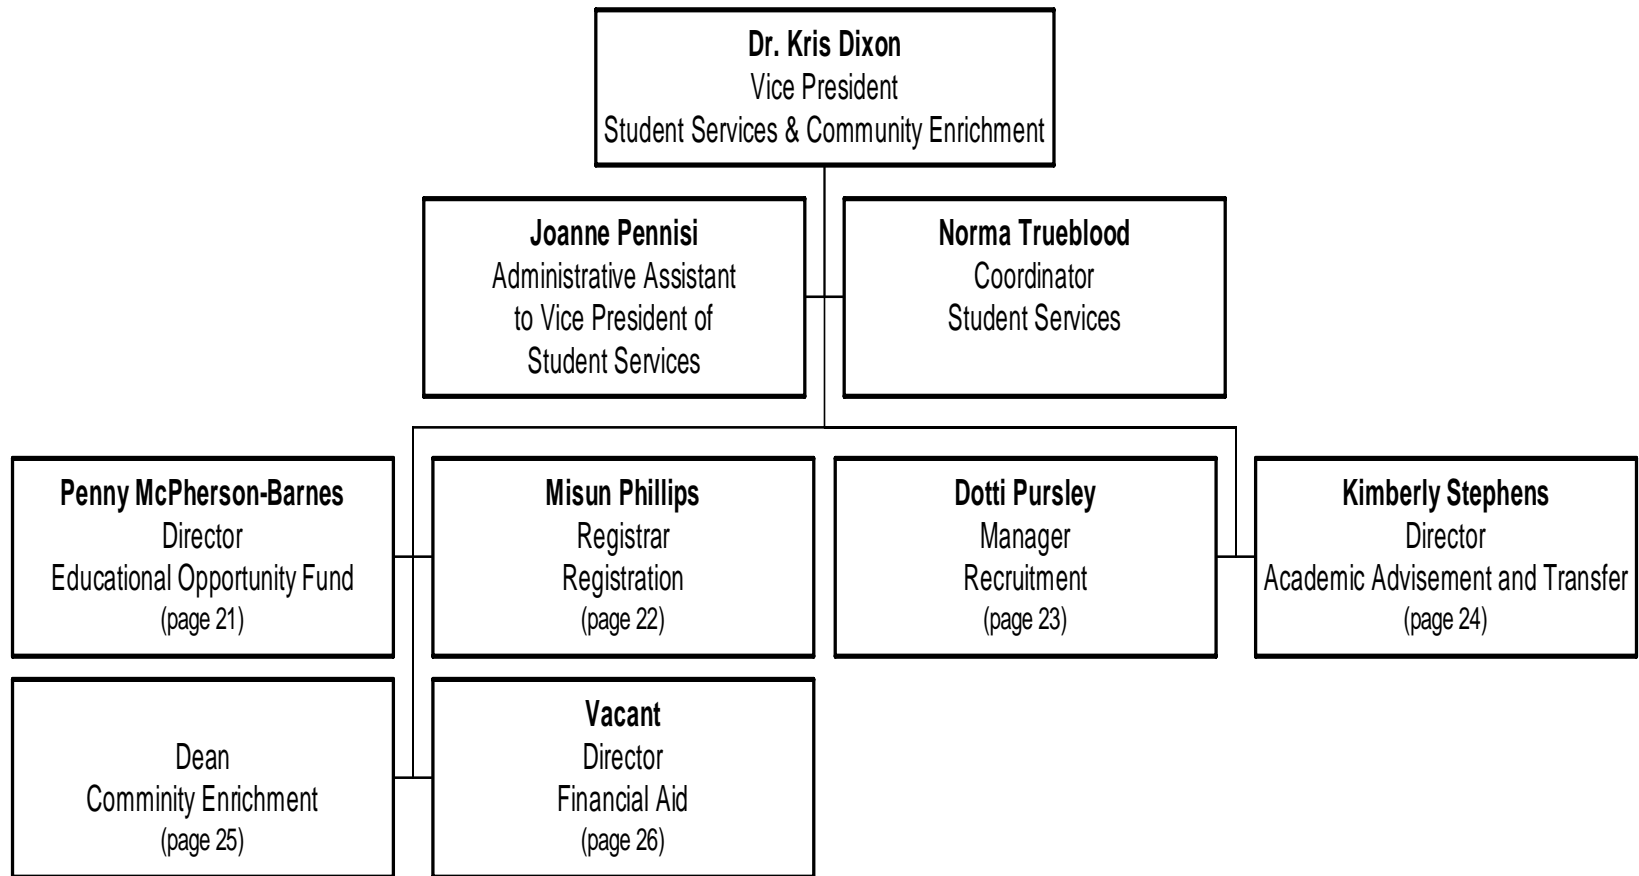 Dr. Kris Dixon
Vice President
Student Services & Community Enrichment
Joanne Pennisi
Administrative Assistant
to Vice President of
Student Services
Norma Trueblood
Coordinator
Student Services
Penny McPherson-Barnes
Director
Educational Opportunity Fund
(page 21)
Misun Phillips
Registrar
Registration
(page 22)
Dotti Pursley
Manager
Recruitment
(page 23)
Kimberly Stephens
Director
Academic Advisement and Transfer
(page 24)
Dean
Comminity Enrichment
(page 25)
Vacant
Director
Financial Aid
(page 26)